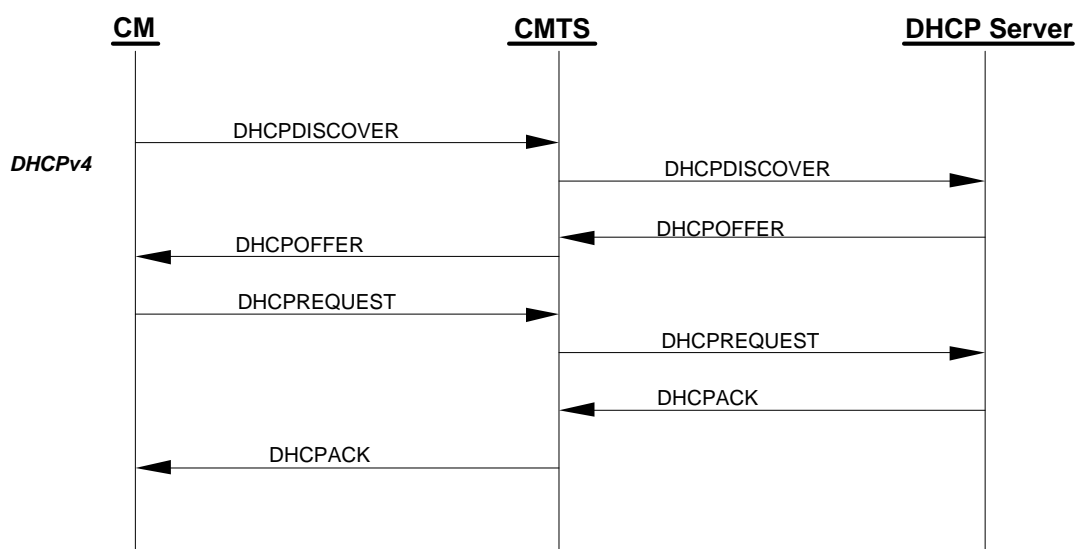 CM CMTS DHCP Server
DHCPDISCOVER
DHCPv4
DHCPDISCOVER
DHCPOFFER
DHCPOFFER
DHCPREQUEST
DHCPREQUEST
DHCPACK
DHCPACK